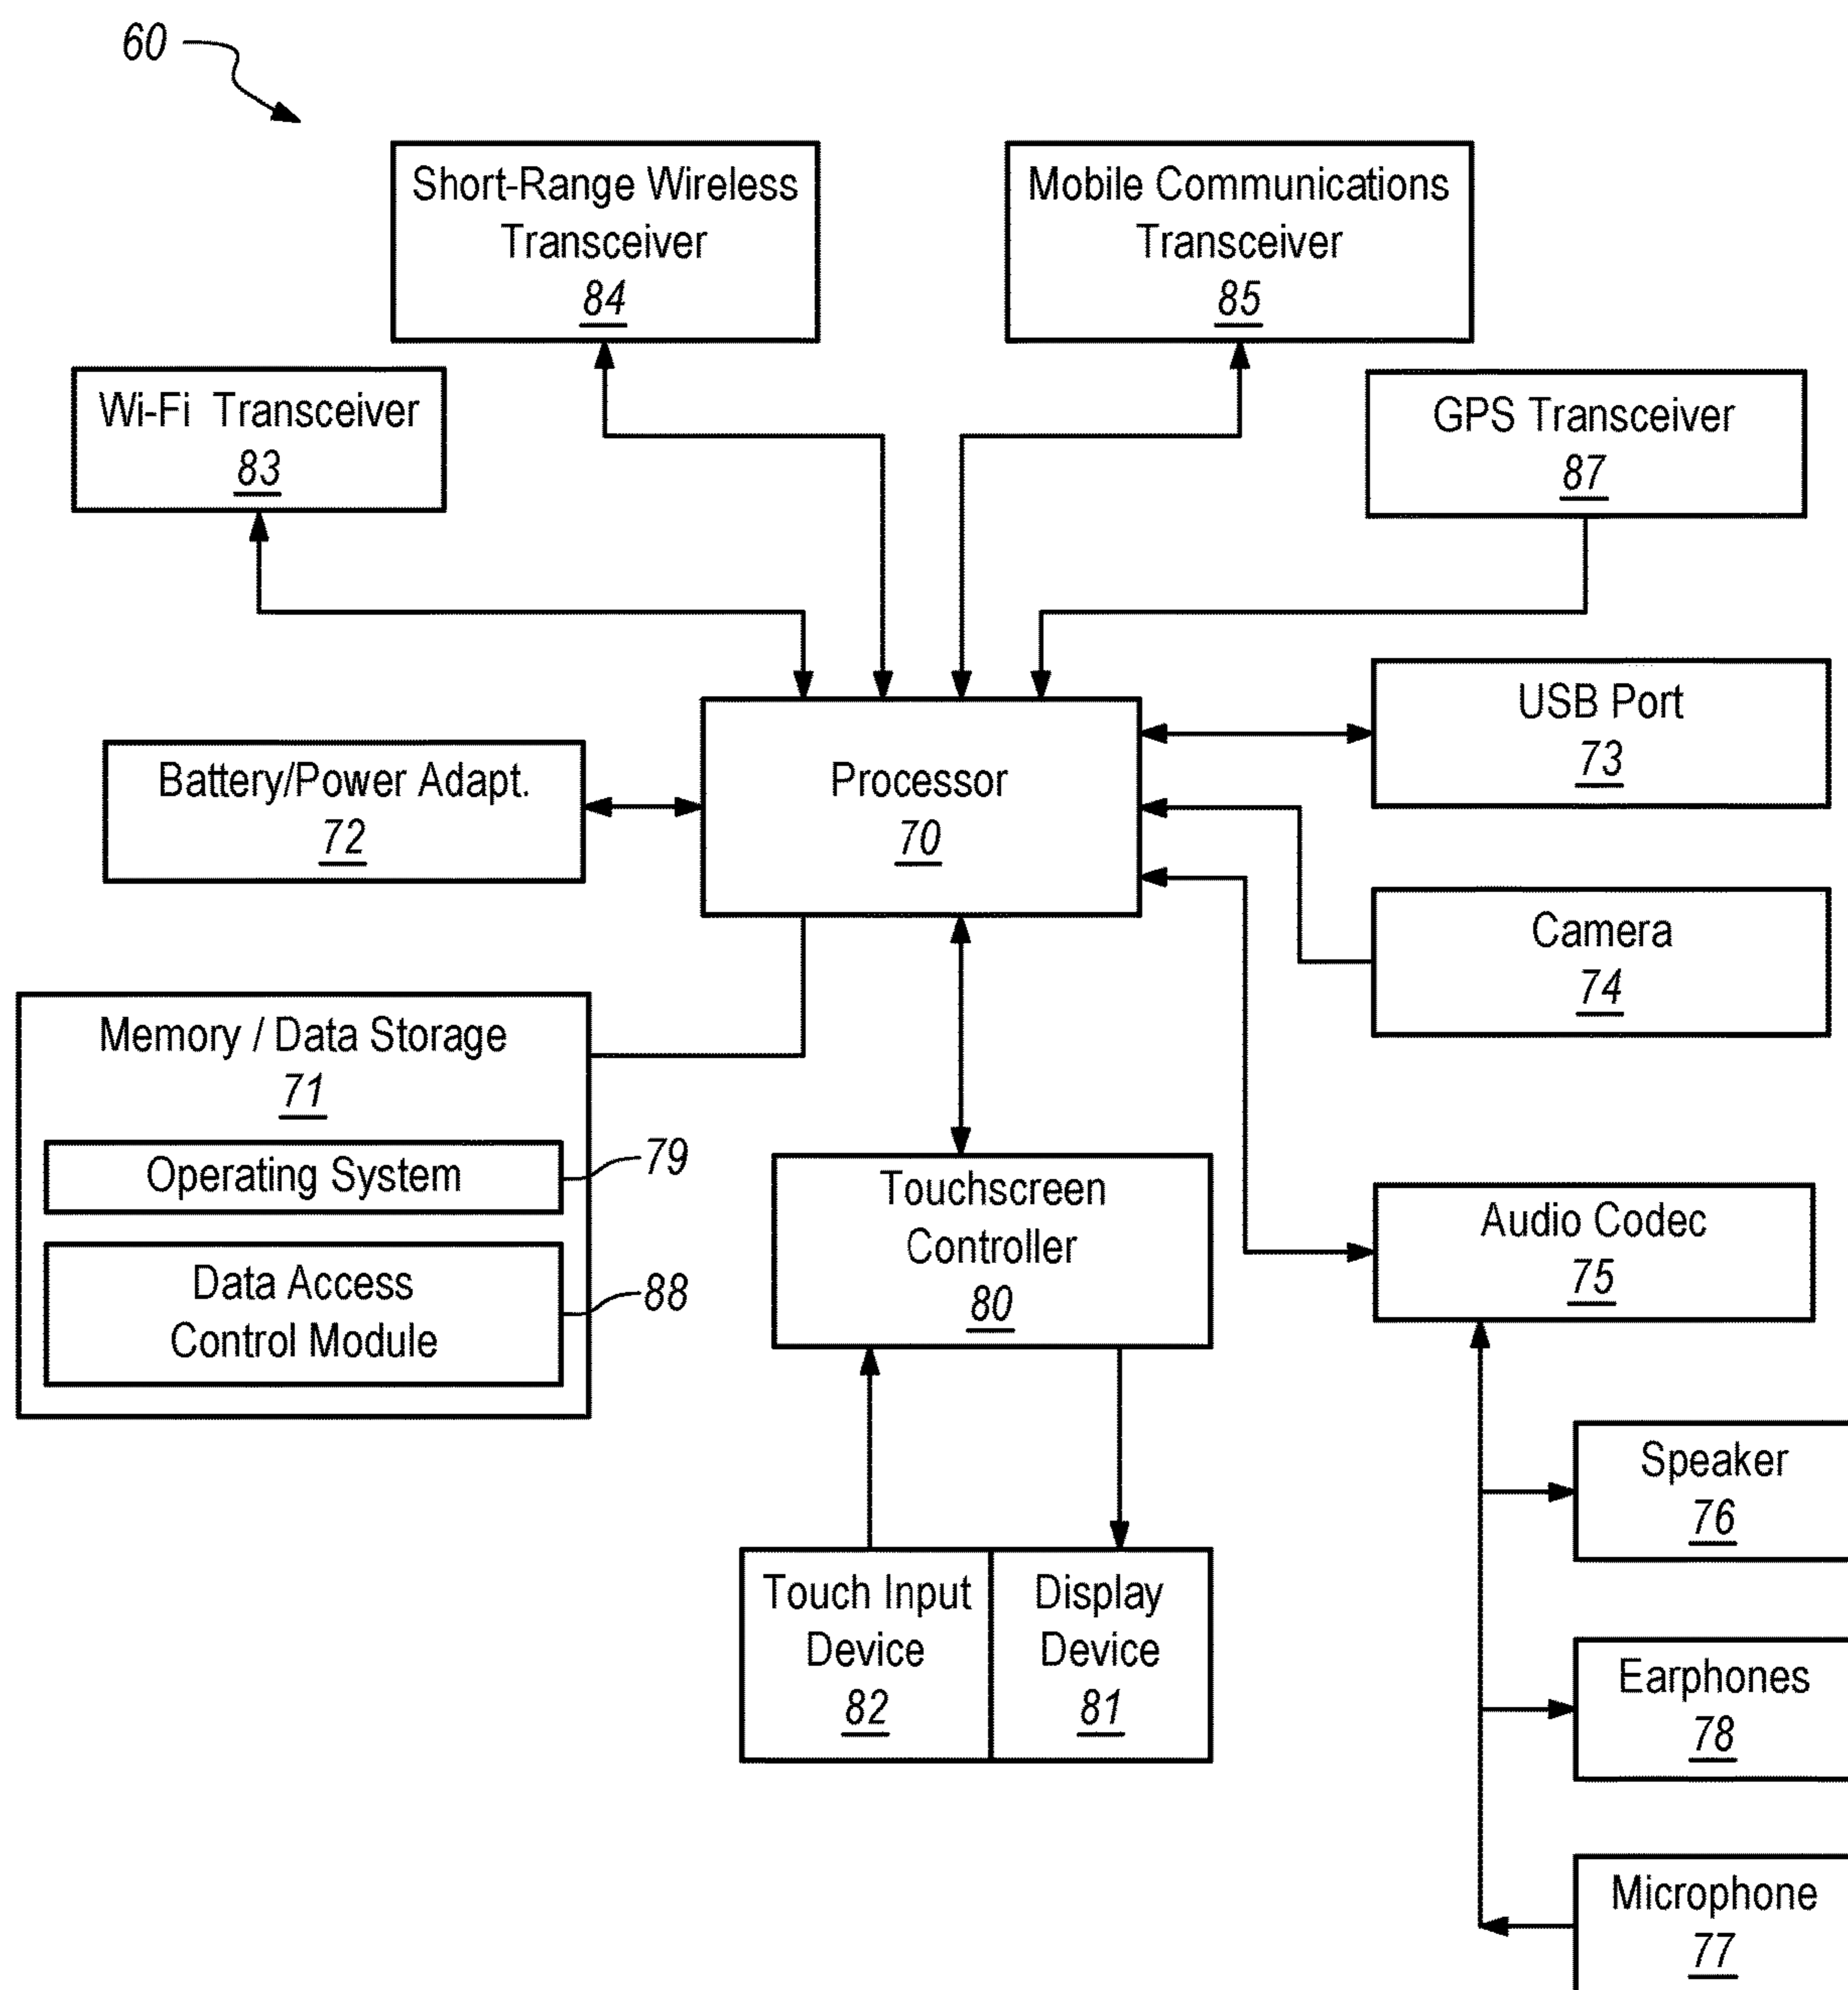 60
Short-Range Wireless
Transceiver
84
Mobile Communications
Transceiver
85
Wi-Fi Transceiver
83
GPS Transceiver
87
Battery/Power Adapt.
72
Processor
70
USB Port
73
Camera
74
Memory / Data Storage
71
Operating System
79
Data Access
Control Module
88
Touchscreen
Controller
80
Audio Codec
75
Touch Input
Device
82
Display
Device
81
Speaker
76
Earphones
78
Microphone
77